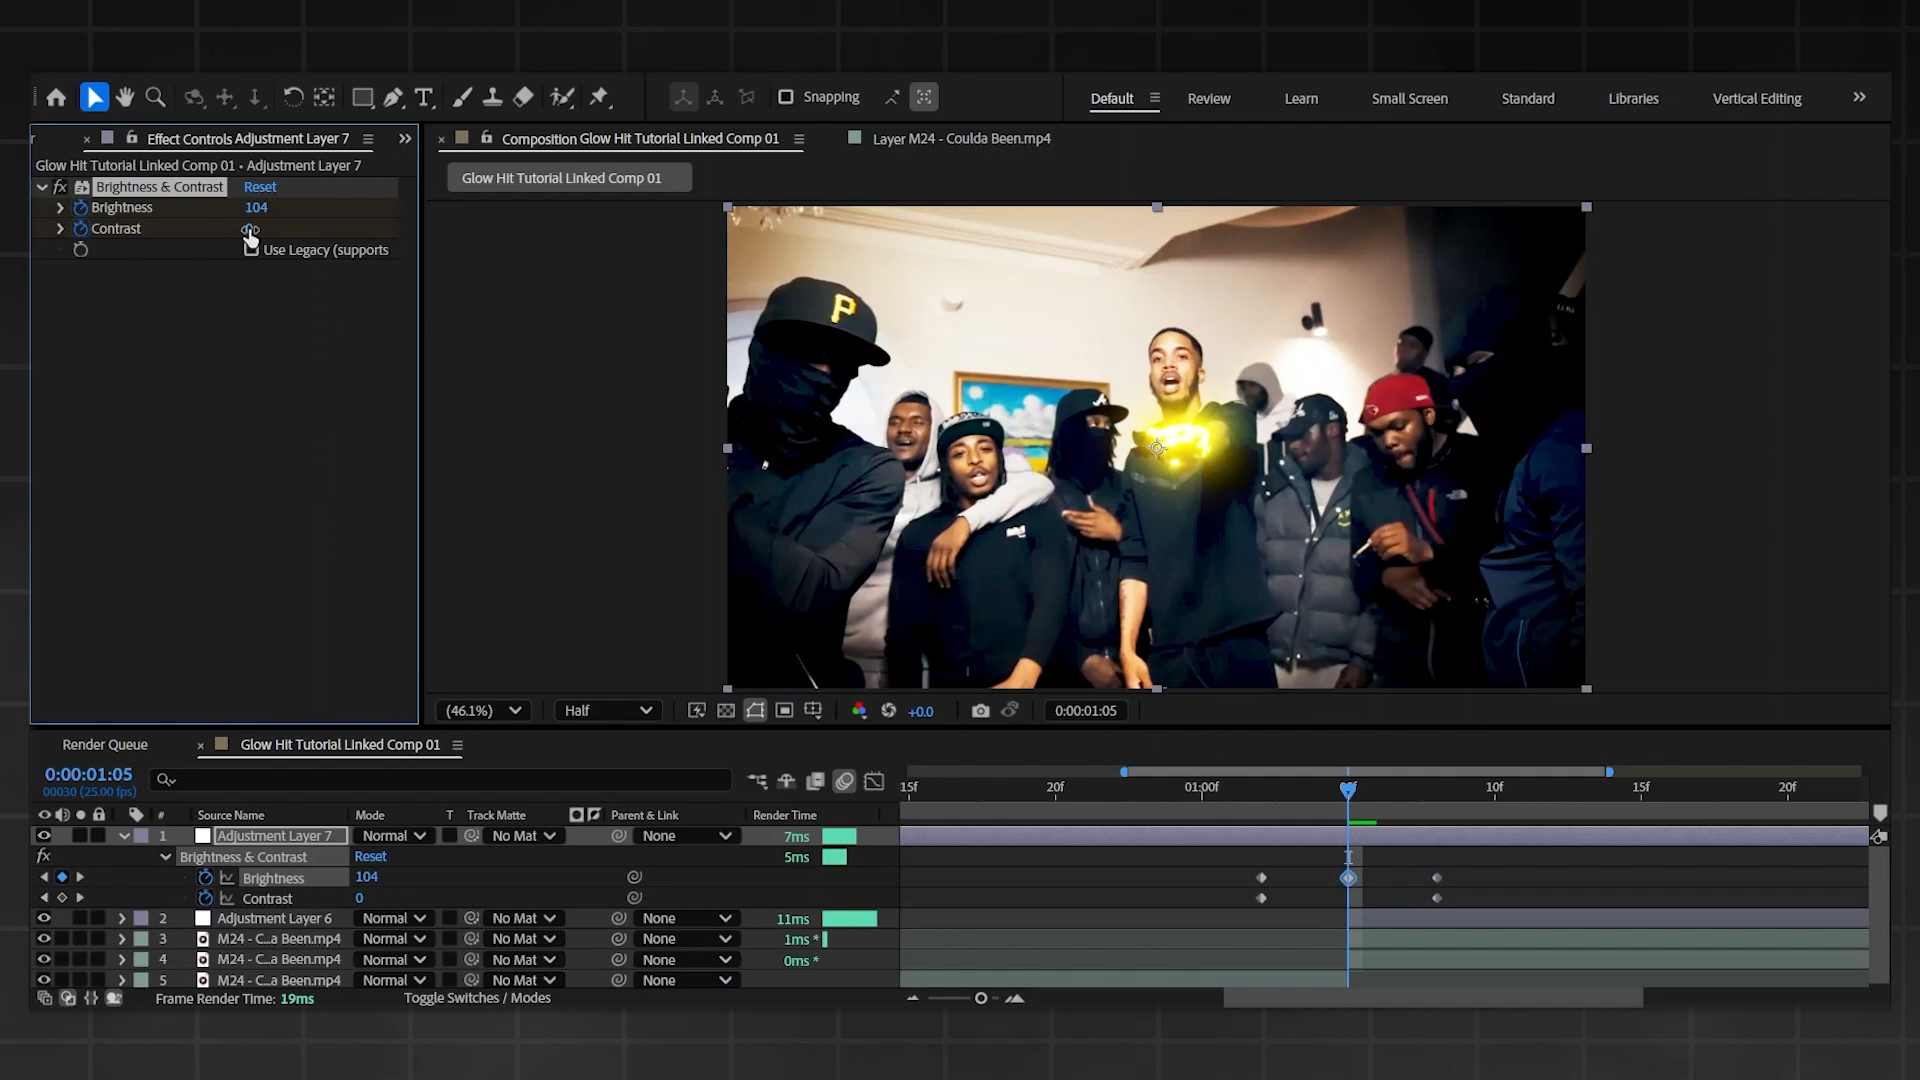 Snapping
Default
Review
Learn
Small Screen
Standard
Libraries
Vertical Editing
Effect Controls Adjustment Layer 7
Composition Glow Hit Tutorial Linked Comp 01
Layer M24 - Coulda Been.mp4
Glow Hit Tutorial Linked Comp 01 • Adjustment Layer 7
Glow Hit Tutorial Linked Comp 01
fx Brightness & Contrast Reset
Brightness 104
Contrast
Use Legacy (supports
P
(46.1%)
Half
+0.0
0:00:01:05
Render Queue
Glow Hit Tutorial Linked Comp 01
0:00:01:05
00030 (25.00 fps)
15f 20f 01:00f 10f 15f 20f
# Source Name Mode T Track Matte Parent & Link Render Time
1 Adjustment Layer 7 Normal No Mat None 7ms
fx Brightness & Contrast Reset 5ms
Brightness 104
Contrast 0
2 Adjustment Layer 6 Normal No Mat None 11ms
3 M24 - C...a Been.mp4 Normal No Mat None 1ms *
4 M24 - C...a Been.mp4 Normal No Mat None 0ms *
5 M24 - C...a Been.mp4 Normal No Mat None
Frame Render Time: 19ms
Toggle Switches / Modes